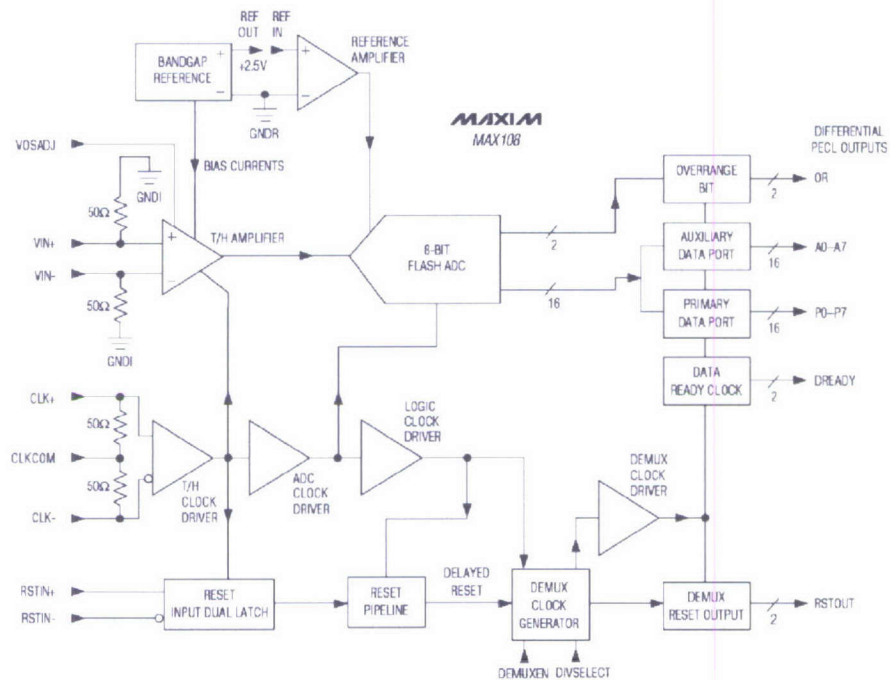 REF OUT
REF IN
+2.5V
BANDGAP
REFERENCE
+
−
+
−
REFERENCE
AMPLIFIER
GNDR
MAXIM
MAX108
DIFFERENTIAL
PECL OUTPUTS
VOSADJ
GNDI
BIAS CURRENTS
50Ω
VIN+
VIN-
+
−
T/H AMPLIFIER
50Ω
GNDI
8-BIT
FLASH ADC
2
16
OVERRANGE
BIT
2
OR
AUXILIARY
DATA PORT
16
A0–A7
PRIMARY
DATA PORT
16
P0–P7
DATA
READY CLOCK
2
DREADY
CLK+
50Ω
CLKCOM
50Ω
CLK-
T/H
CLOCK
DRIVER
ADC
CLOCK
DRIVER
LOGIC
CLOCK
DRIVER
DEMUX
CLOCK
DRIVER
RSTIN+
RSTIN-
RESET
INPUT DUAL LATCH
RESET
PIPELINE
DELAYED
RESET
DEMUX
CLOCK
GENERATOR
DEMUX
RESET OUTPUT
2
RSTOUT
DEMUXEN
DIVSELECT